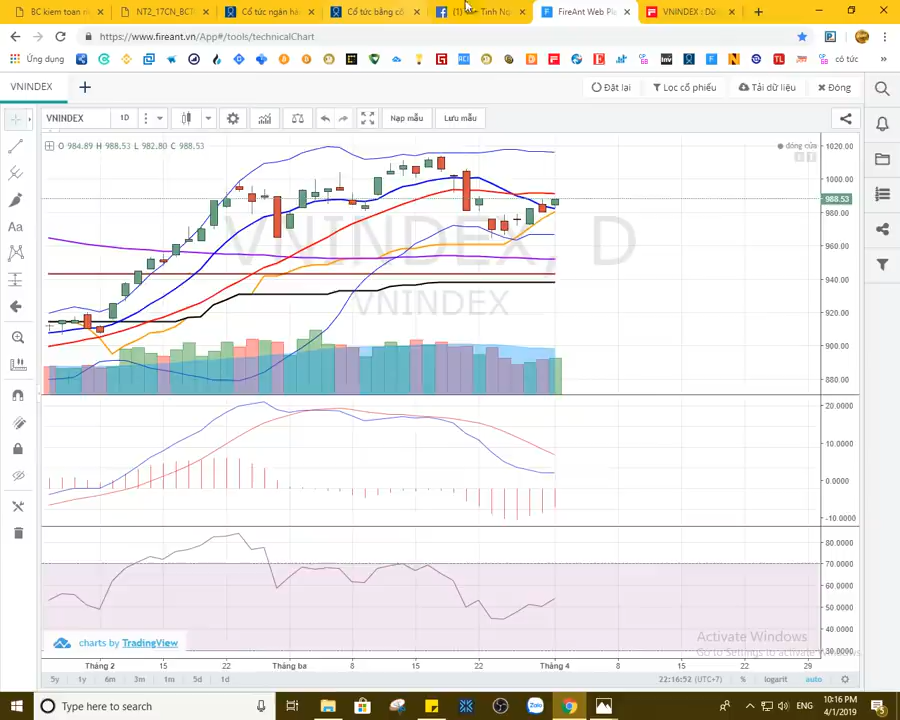 BC kiem toan n
NT2_17CN_BCT
Cổ tức ngân hà
Cổ tức bằng cổ
FireAnt Web Pl
VNINDEX : Dữ
https://www.fireant.vn/App#/tools/technicalChart
Ứng dụng
cổ tức
VNINDEX
Đặt lại
Lọc cổ phiếu
Tải dữ liệu
Đóng
VNINDEX
1D
Nạp mẫu
Lưu mẫu
O 984.89 H 988.53 L 982.80 C 988.53
đóng cửa
VNINDEX, D
VNINDEX
1020.00
1000.00
988.53
980.00
960.00
940.00
920.00
900.00
880.00
20.0000
10.0000
0.0000
-10.0000
80.0000
70.0000
60.0000
50.0000
40.0000
30.0000
charts by TradingView
Activate Windows
Go to Settings to activate Windows
Tháng 2
15
22
Tháng ba
8
15
22
Tháng 4
8
15
22
29
5y
1y
6m
3m
1m
5d
1d
22:16:52 (UTC+7)
%
logarit
auto
Type here to search
Zalo
ENG
10:16 PM
4/1/2019